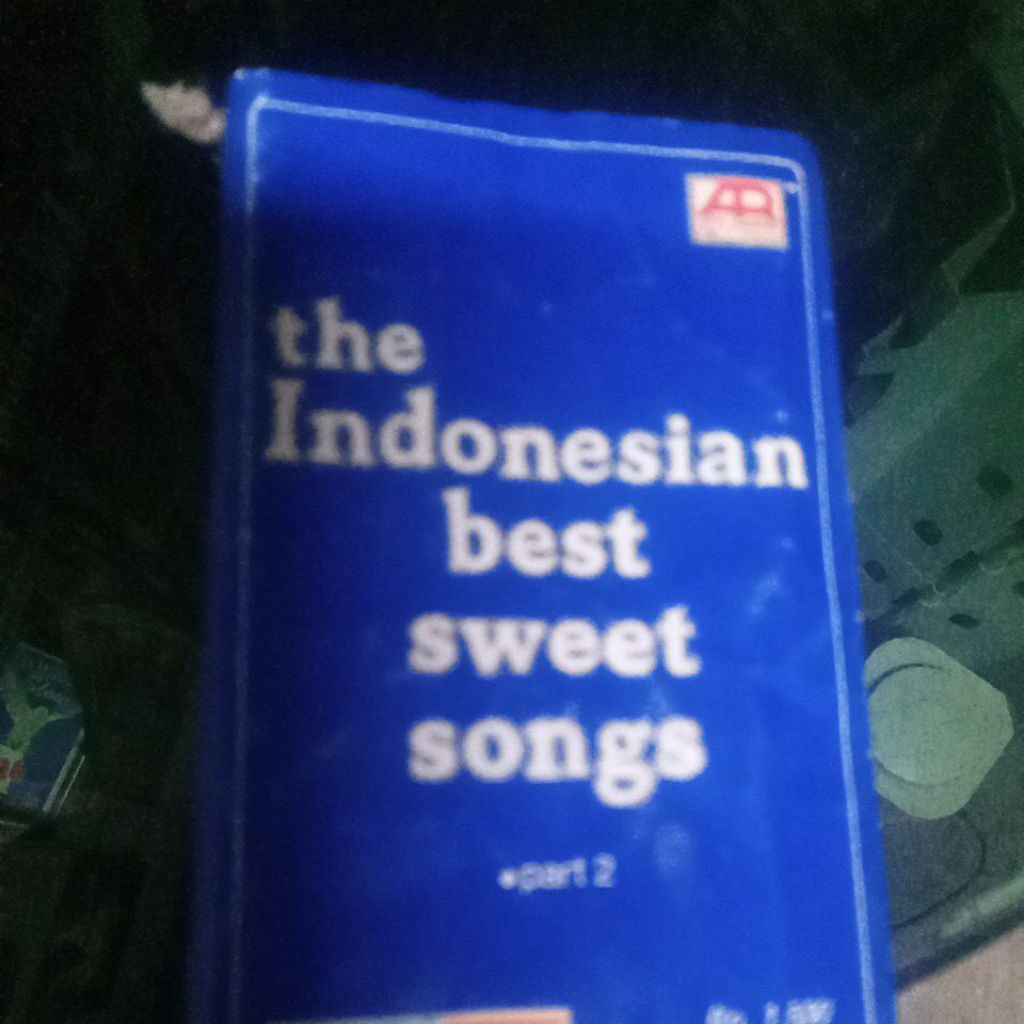 the
Indonesian
best
sweet
songs
•part 2